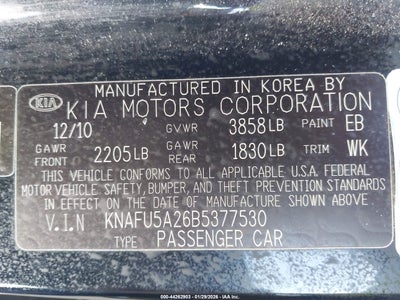 MANUFACTURED IN KOREA BY
KIA KIA MOTORS CORPORATION
12/10 GVWR 3858LB PAINT EB
GAWR FRONT 2205LB GAWR REAR 1830LB TRIM WK
THIS VEHICLE CONFORMS TO ALL APPLICABLE U.S.A. FEDERAL
MOTOR VEHICLE SAFETY, BUMPER, AND THEFT PREVENTION
STANDARDS IN EFFECT ON THE DATE OF MANUFACTURE SHOWN ABOVE.
V.I.N KNAFU5A26B5377530
TYPE PASSENGER CAR
000-44262903 - 01/29/2026 - IAA Holdings, LLC